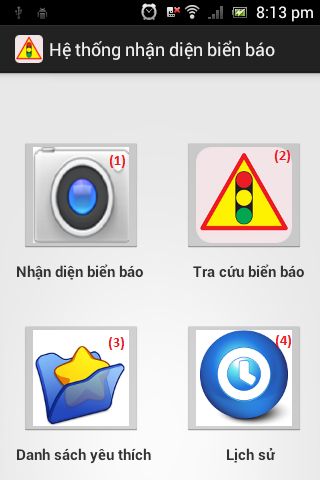 8:13 pm
Hệ thống nhận diện biển báo
(1)
(2)
Nhận diện biển báo
Tra cứu biển báo
(3)
(4)
Danh sách yêu thích
Lịch sử